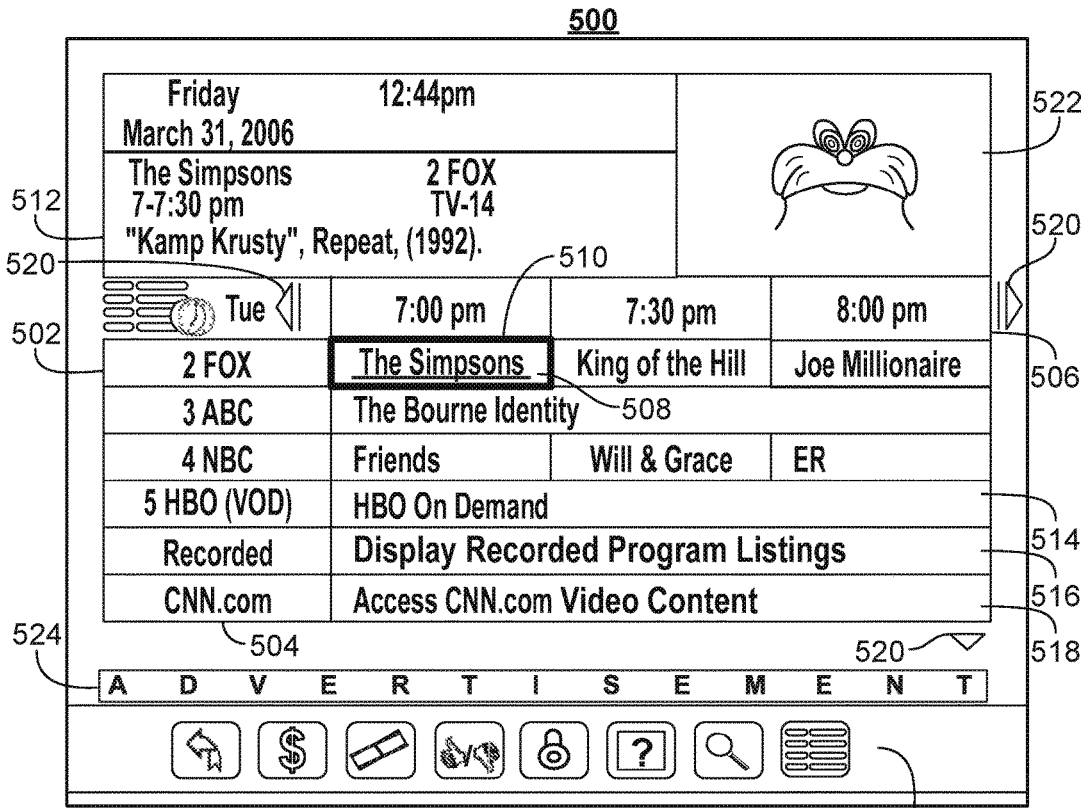 500
Friday 12:44pm
March 31, 2006
522
The Simpsons 2 FOX
7-7:30 pm TV-14
512
"Kamp Krusty", Repeat, (1992).
520
510
520
Tue 7:00 pm 7:30 pm 8:00 pm
502
506
2 FOX The Simpsons King of the Hill Joe Millionaire
508
3 ABC The Bourne Identity
4 NBC Friends Will & Grace ER
5 HBO (VOD) HBO On Demand
514
Recorded Display Recorded Program Listings
516
CNN.com Access CNN.com Video Content
518
524
504
520
A D V E R T I S E M E N T
$ ?